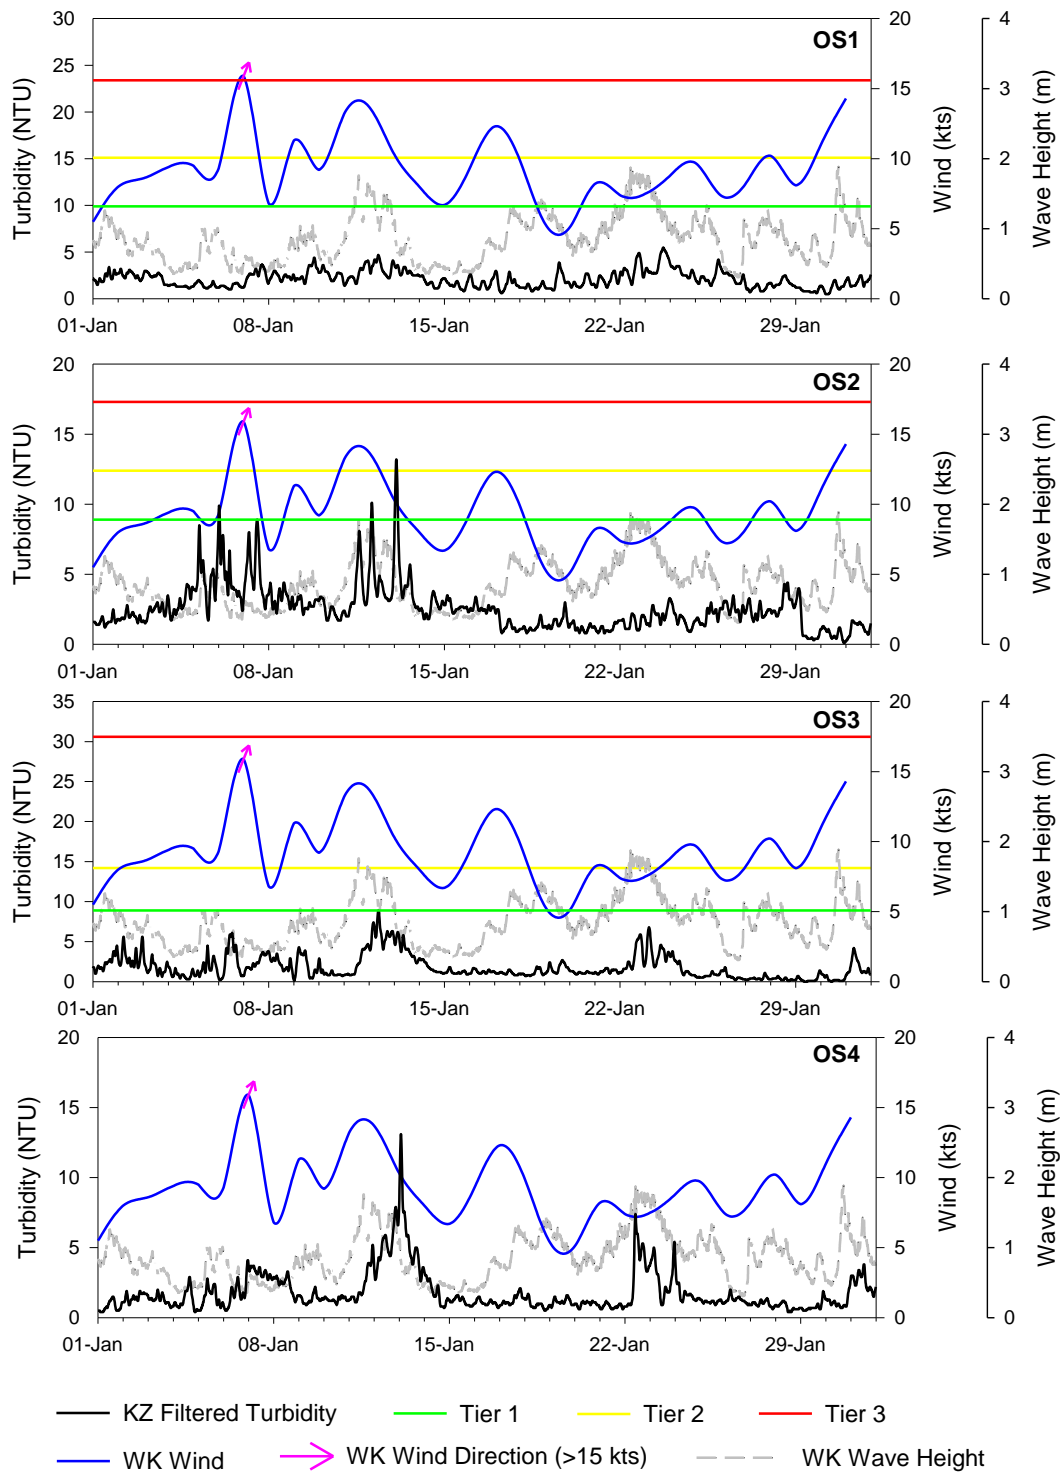 OS1
Turbidity (NTU)
Wind (kts)
Wave Height (m)
30 20 4
25
20 15 3
15 10 2
10
5 5 1
0 0 0
01-Jan 08-Jan 15-Jan 22-Jan 29-Jan
OS2
Turbidity (NTU)
Wind (kts)
Wave Height (m)
20 20 4
15 15 3
10 10 2
5 5 1
0 0 0
01-Jan 08-Jan 15-Jan 22-Jan 29-Jan
OS3
Turbidity (NTU)
Wind (kts)
Wave Height (m)
35 20 4
30
25 15 3
20
15 10 2
10
5 5 1
0 0 0
01-Jan 08-Jan 15-Jan 22-Jan 29-Jan
OS4
Turbidity (NTU)
Wind (kts)
Wave Height (m)
20 20 4
15 15 3
10 10 2
5 5 1
0 0 0
01-Jan 08-Jan 15-Jan 22-Jan 29-Jan
KZ Filtered Turbidity Tier 1 Tier 2 Tier 3
WK Wind WK Wind Direction (>15 kts) WK Wave Height